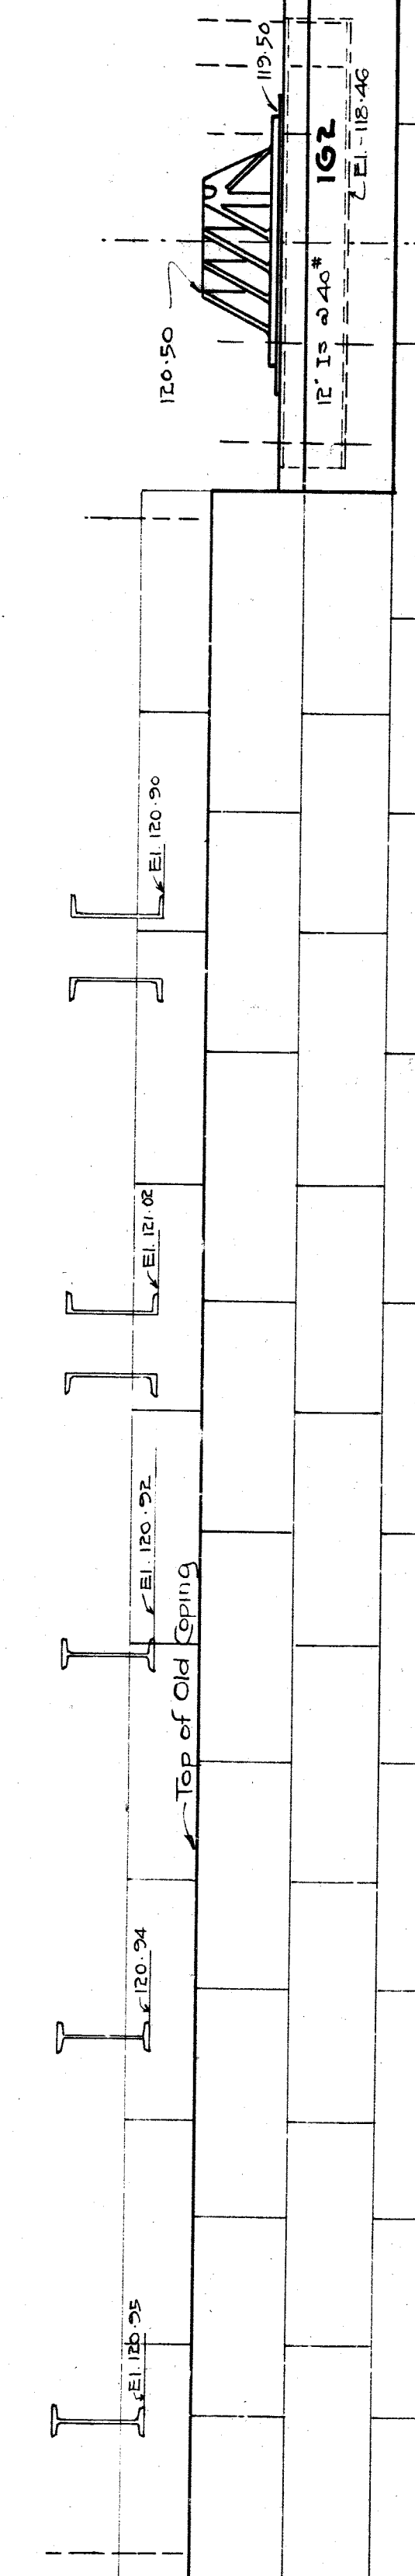 119.50
1G2
El.-118.46
12" Is @ 40#
120.50
El. 120.90
El. 121.02
El. 120.92
Top of Old Coping
120.94
El. 120.95